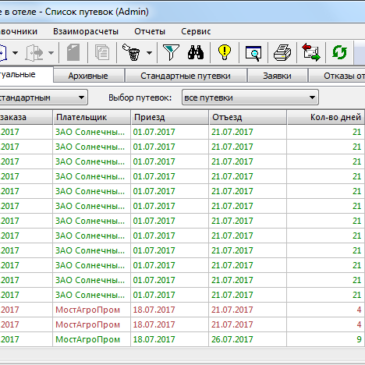 е в отеле - Список путевок (Admin)
авочники Взаиморасчеты Отчеты Сервис
туальные Архивные Стандартные путевки Заявки Отказы от
стандартным Выбор путевок: все путевки
заказа Плательщик Приезд Отъезд Кол-во дней
.2017 ЗАО Солнечны... 01.07.2017 21.07.2017 21
.2017 ЗАО Солнечны... 01.07.2017 21.07.2017 21
.2017 ЗАО Солнечны... 01.07.2017 21.07.2017 21
.2017 ЗАО Солнечны... 01.07.2017 21.07.2017 21
.2017 ЗАО Солнечны... 01.07.2017 21.07.2017 21
.2017 ЗАО Солнечны... 01.07.2017 21.07.2017 21
.2017 ЗАО Солнечны... 01.07.2017 21.07.2017 21
.2017 ЗАО Солнечны... 01.07.2017 21.07.2017 21
.2017 ЗАО Солнечны... 01.07.2017 21.07.2017 21
.2017 ЗАО Солнечны... 01.07.2017 21.07.2017 21
.2017 ЗАО Солнечны... 01.07.2017 21.07.2017 21
.2017 ЗАО Солнечны... 01.07.2017 21.07.2017 21
.2017 МостАгроПром 18.07.2017 21.07.2017 4
.2017 МостАгроПром 18.07.2017 21.07.2017 4
.2017 МостАгроПром 18.07.2017 26.07.2017 9